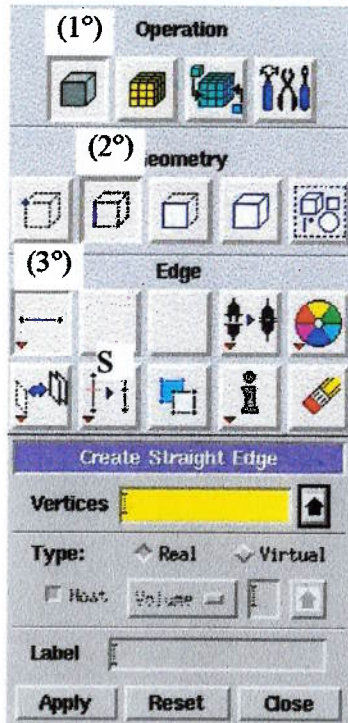 (1°)
Operation
(2°)
eometry
(3°)
Edge
S
Create Straight Edge
Vertices
Type: Real Virtual
Host Volume
Label
Apply Reset Close